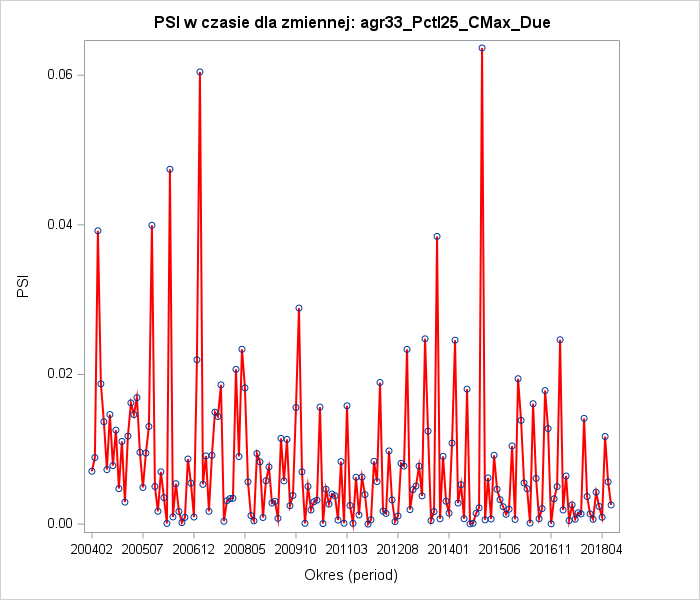 PSI w czasie dla zmiennej: agr33_Pctl25_CMax_Due
0.06
0.04
0.02
0.00
PSI
200402 200507 200612 200805 200910 201103 201208 201401 201506 201611 201804
Okres (period)